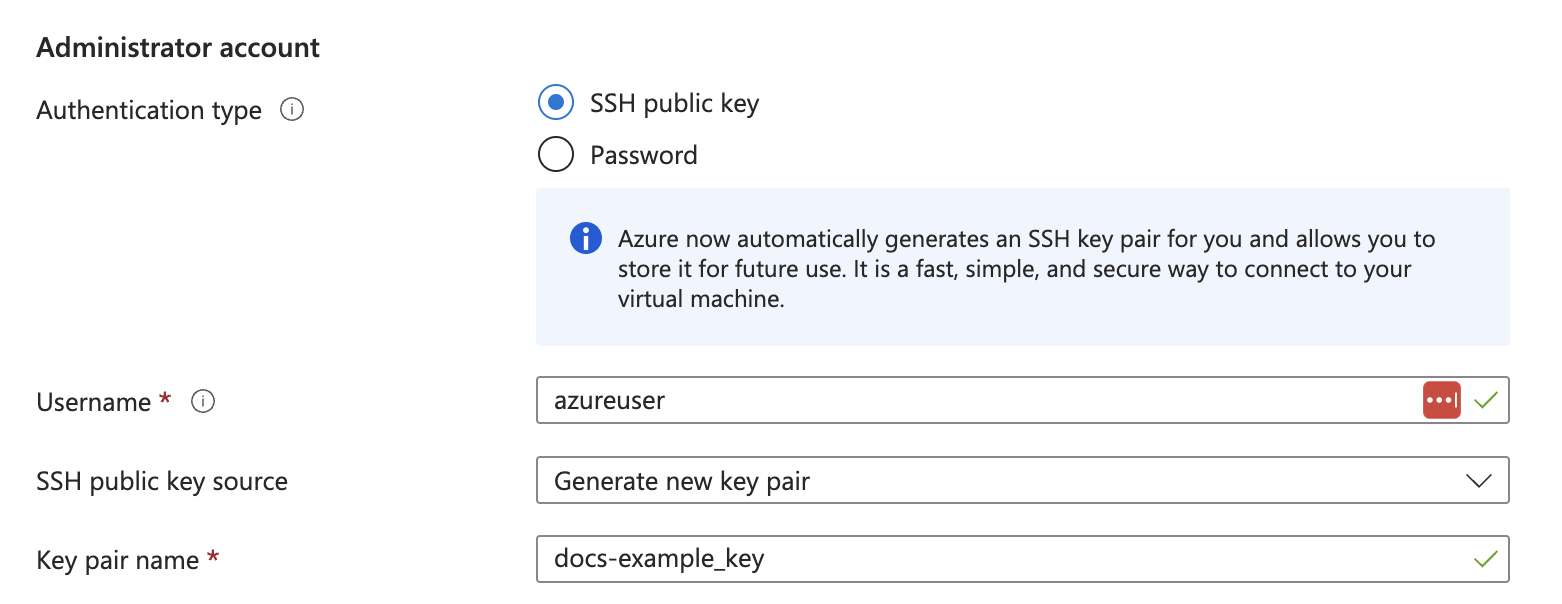 Administrator account
Authentication type
SSH public key
Password
Azure now automatically generates an SSH key pair for you and allows you to
store it for future use. It is a fast, simple, and secure way to connect to your
virtual machine.
Username *
azureuser
SSH public key source
Generate new key pair
Key pair name *
docs-example_key